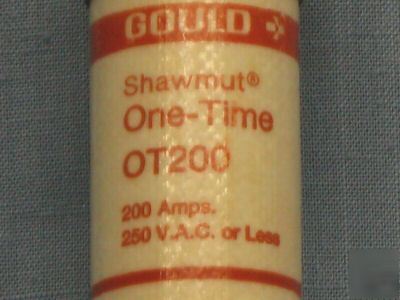 GOULD
Shawmut®
One-Time
OT200
200 Amps.
250 V.A.C. or Less